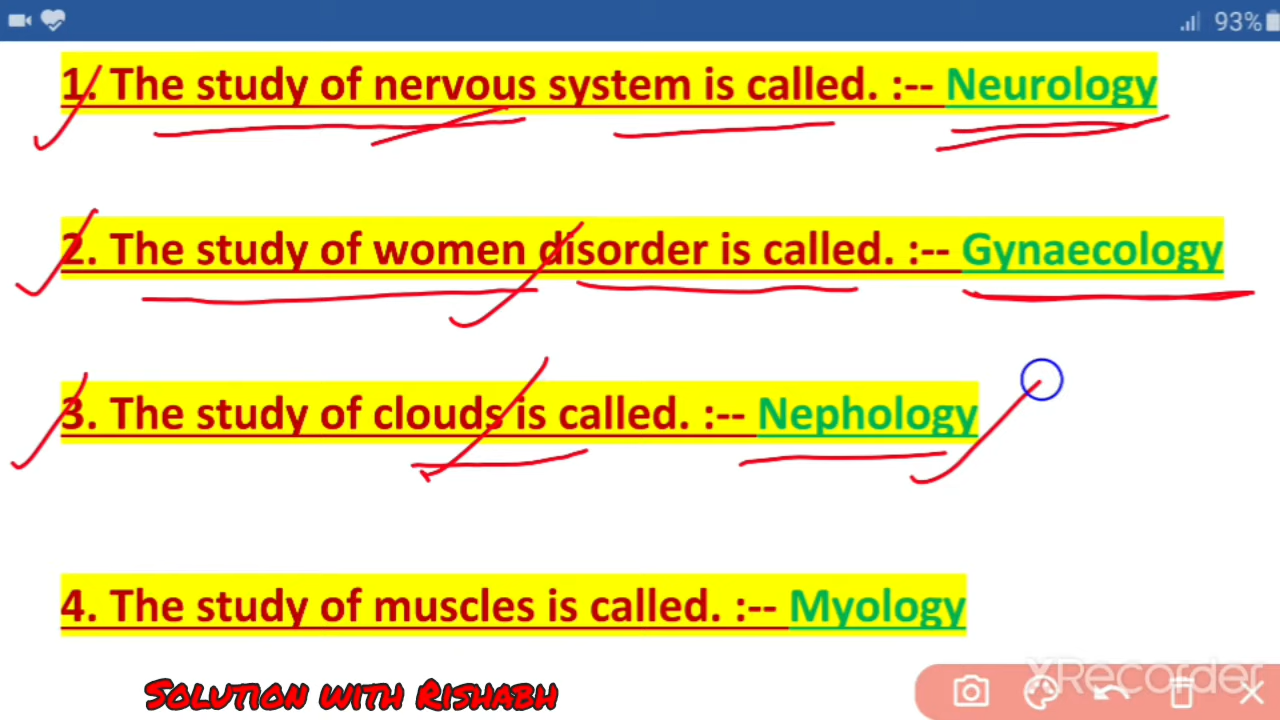 93%
1. The study of nervous system is called. :-- Neurology
2. The study of women disorder is called. :-- Gynaecology
3. The study of clouds is called. :-- Nephology
4. The study of muscles is called. :-- Myology
Solution with Rishabh
XRecorder